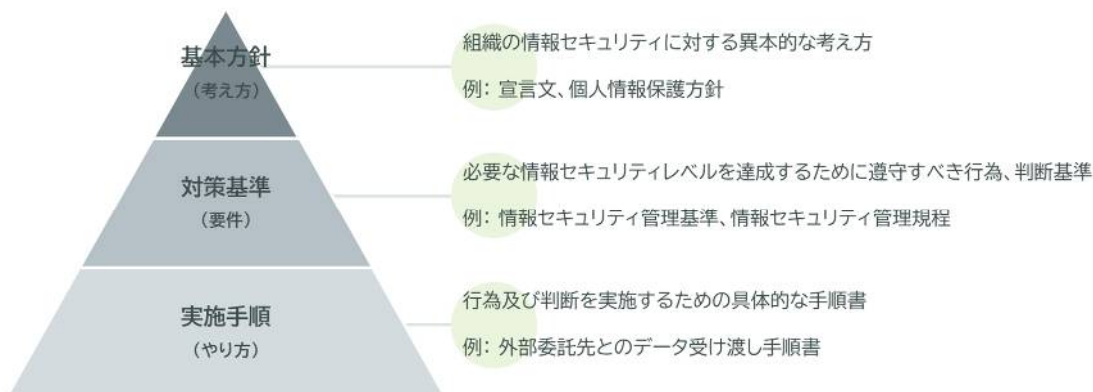 基本方針
(考え方)
組織の情報セキュリティに対する異本的な考え方
例: 宣言文、個人情報保護方針
対策基準
(要件)
必要な情報セキュリティレベルを達成するために遵守すべき行為、判断基準
例: 情報セキュリティ管理基準、情報セキュリティ管理規程
実施手順
(やり方)
行為及び判断を実施するための具体的な手順書
例: 外部委託先とのデータ受け渡し手順書